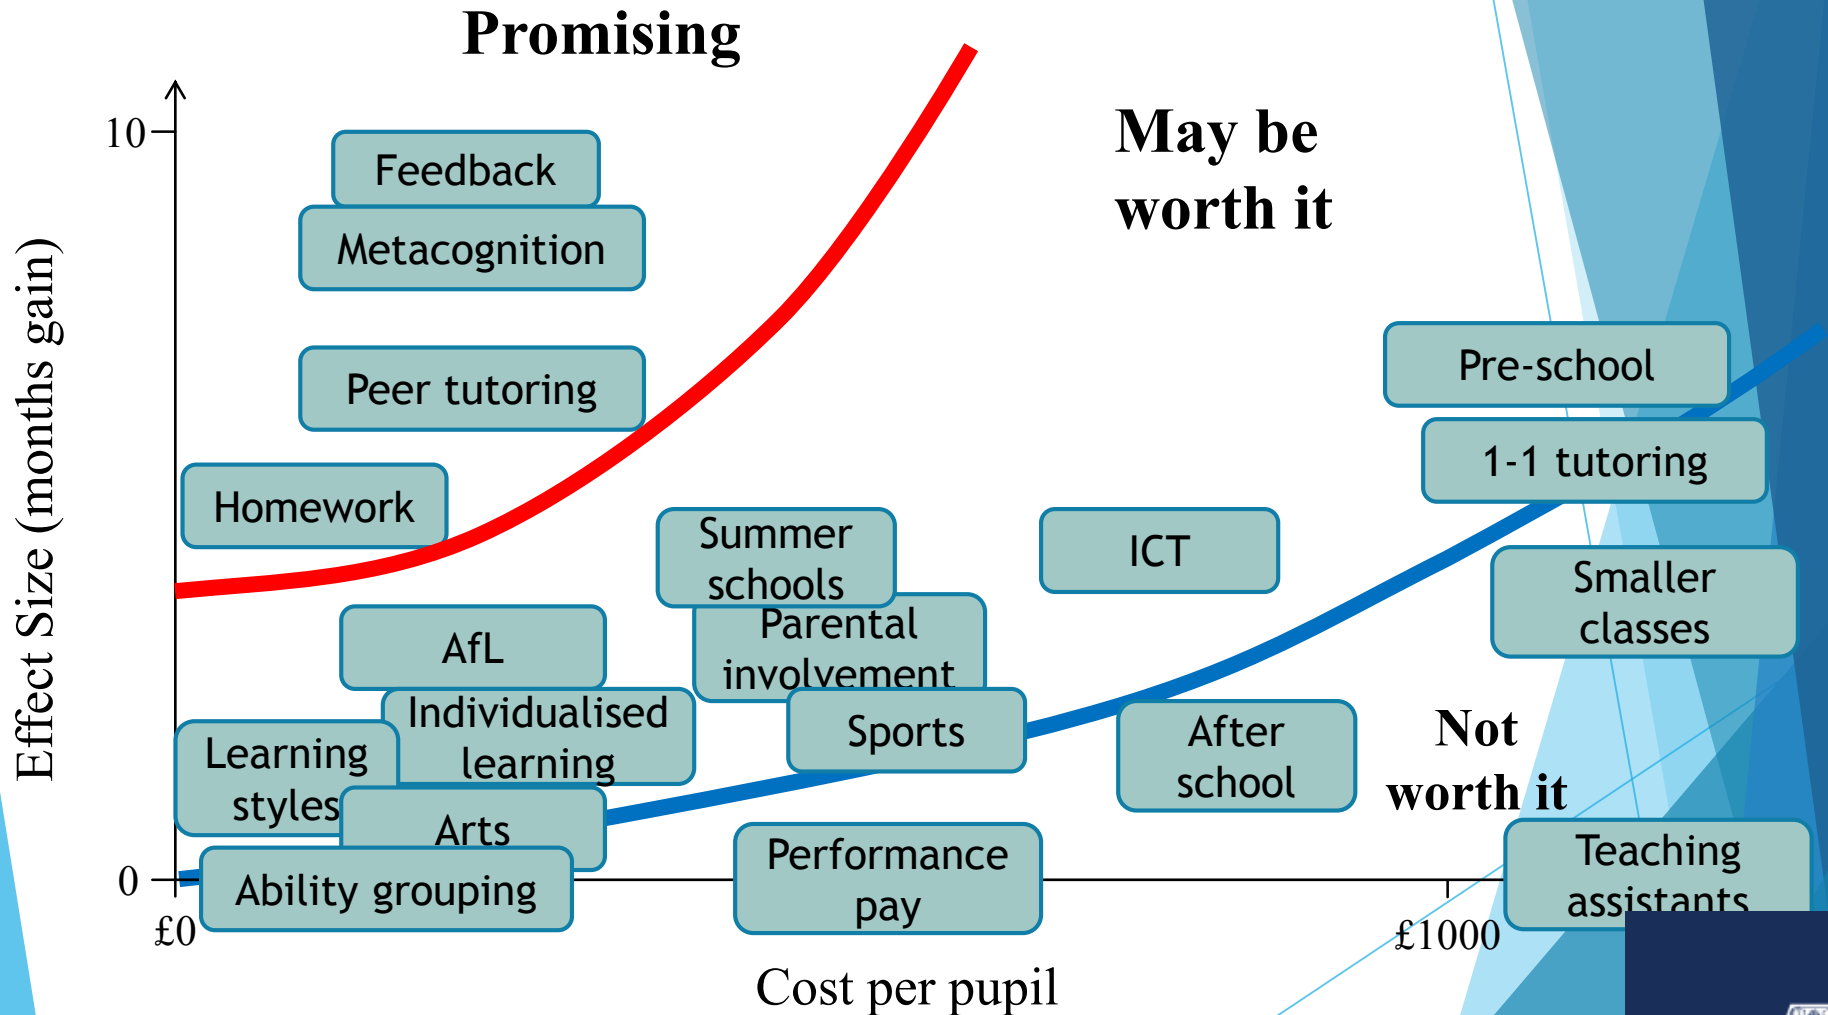 Promising
May be
worth it
10
Feedback
Metacognition
Peer tutoring
Homework
Effect Size (months gain)
Pre-school
1-1 tutoring
Summer
schools
ICT
Smaller
classes
Parental
involvement
AfL
Individualised
learning
Sports
After
school
Not
worth it
Learning
styles
Arts
Ability grouping
Performance
pay
Teaching
assistants
0
£0
£1000
Cost per pupil